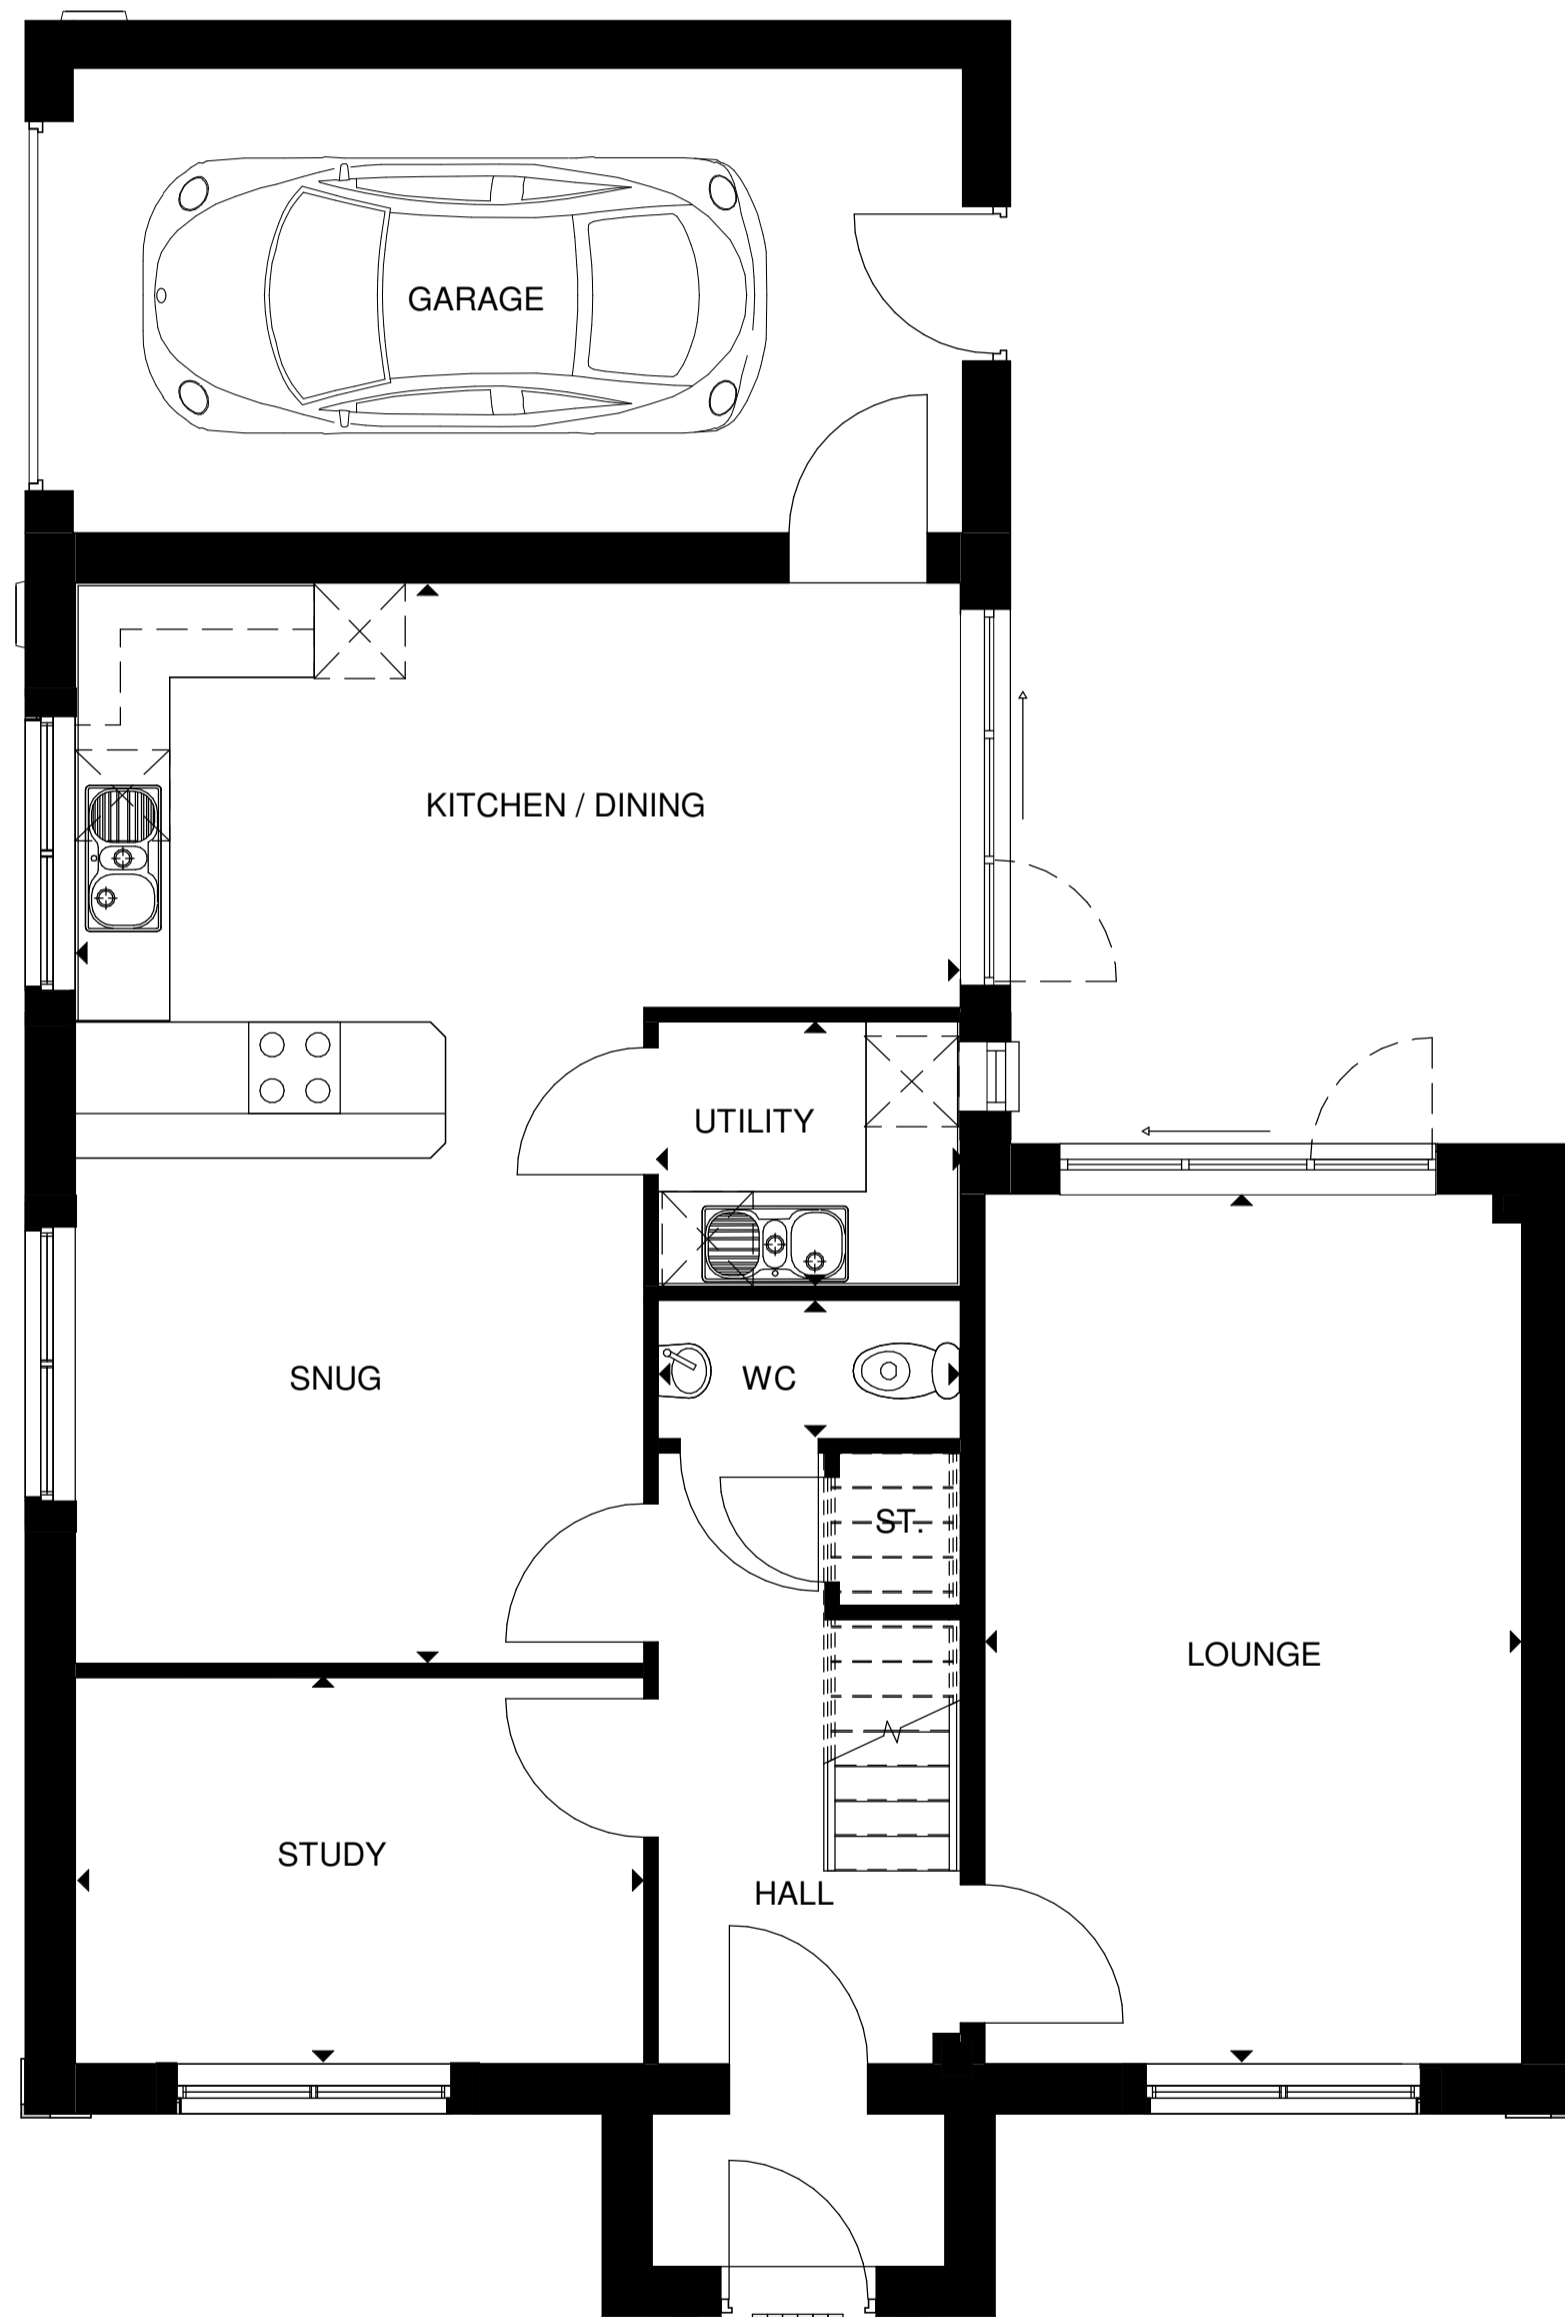 GARAGE
KITCHEN / DINING
UTILITY
SNUG
WC
ST.
LOUNGE
STUDY
HALL